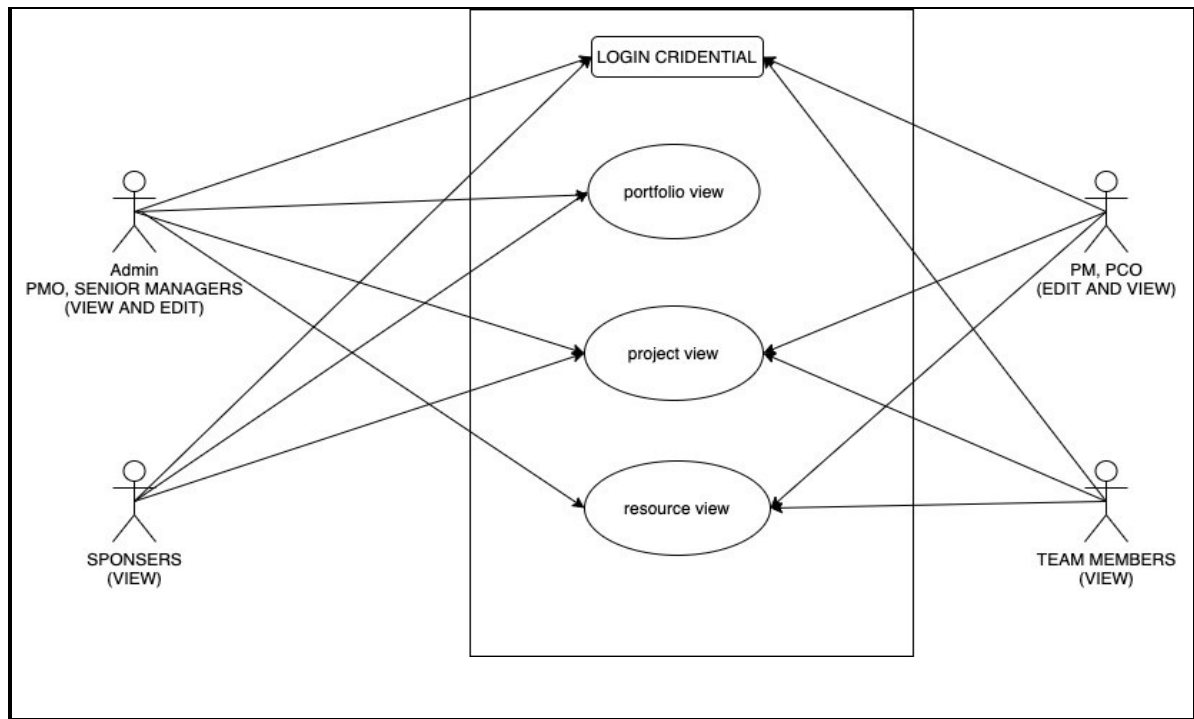 LOGIN CRIDENTIAL
portfolio view
Admin
PMO, SENIOR MANAGERS
(VIEW AND EDIT)
PM, PCO
(EDIT AND VIEW)
project view
resource view
SPONSERS
(VIEW)
TEAM MEMBERS
(VIEW)